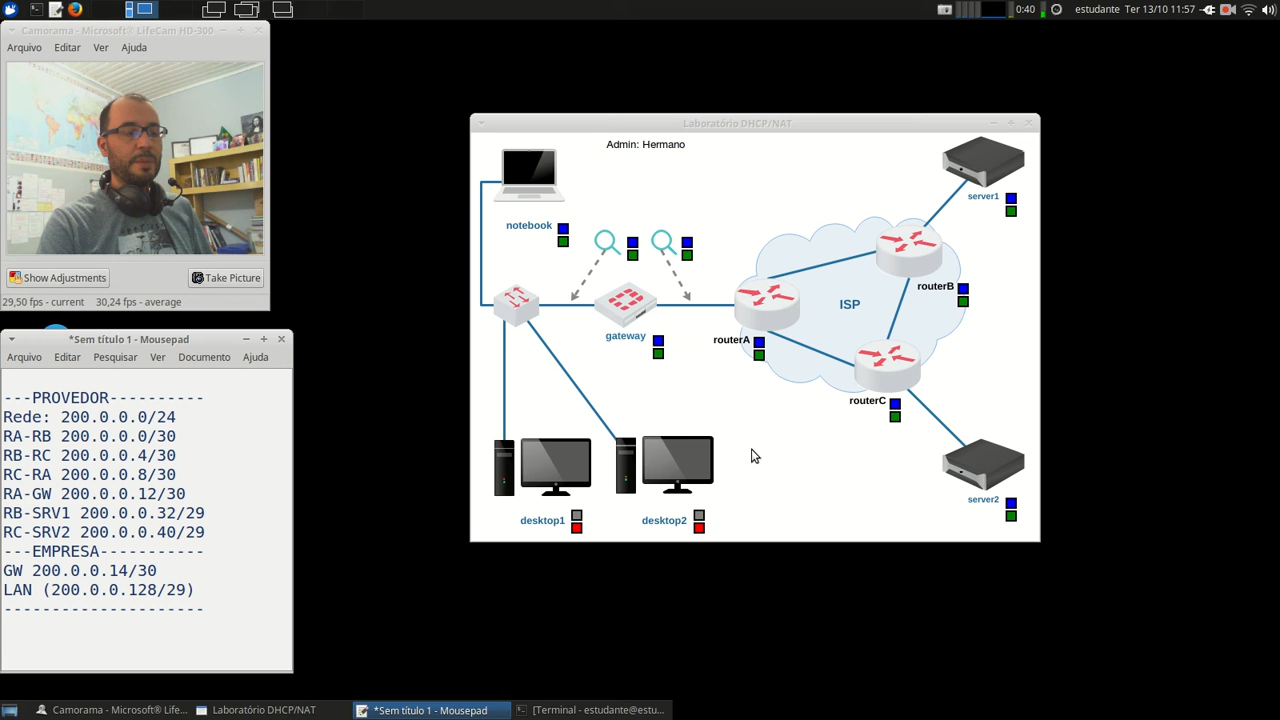 0:40
estudante Ter 13/10 11:57
Camorama - Microsoft® LifeCam HD-300
Arquivo Editar Ver Ajuda
Show Adjustments
Take Picture
29,50 fps - current 30,24 fps - average
*Sem título 1 - Mousepad
Arquivo Editar Pesquisar Ver Documento Ajuda
---PROVEDOR----------
Rede: 200.0.0.0/24
RA-RB 200.0.0.0/30
RB-RC 200.0.0.4/30
RC-RA 200.0.0.8/30
RA-GW 200.0.0.12/30
RB-SRV1 200.0.0.32/29
RC-SRV2 200.0.0.40/29
---EMPRESA-----------
GW 200.0.0.14/30
LAN (200.0.0.128/29)
---------------------
Laboratório DHCP/NAT
Admin: Hermano
server1
notebook
routerB
ISP
gateway
routerA
routerC
server2
desktop1
desktop2
Camorama - Microsoft® Life...
Laboratório DHCP/NAT
*Sem título 1 - Mousepad
[Terminal - estudante@estu...